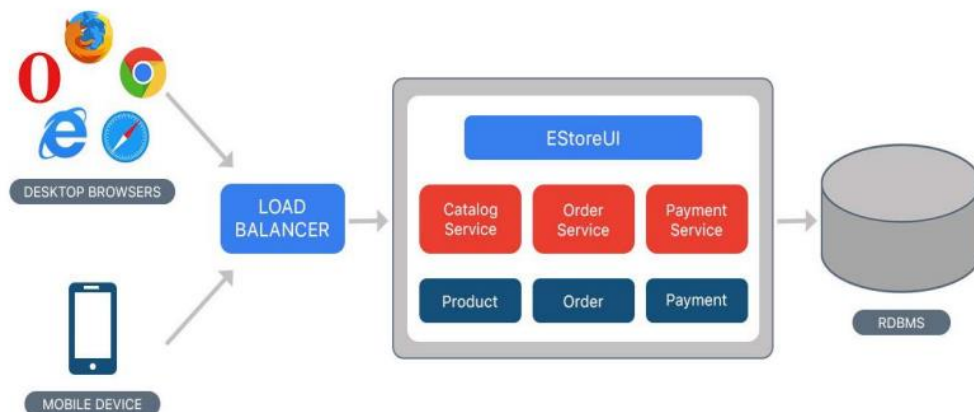 DESKTOP BROWSERS
MOBILE DEVICE
LOAD
BALANCER
EStoreUI
Catalog
Service
Order
Service
Payment
Service
Product
Order
Payment
RDBMS